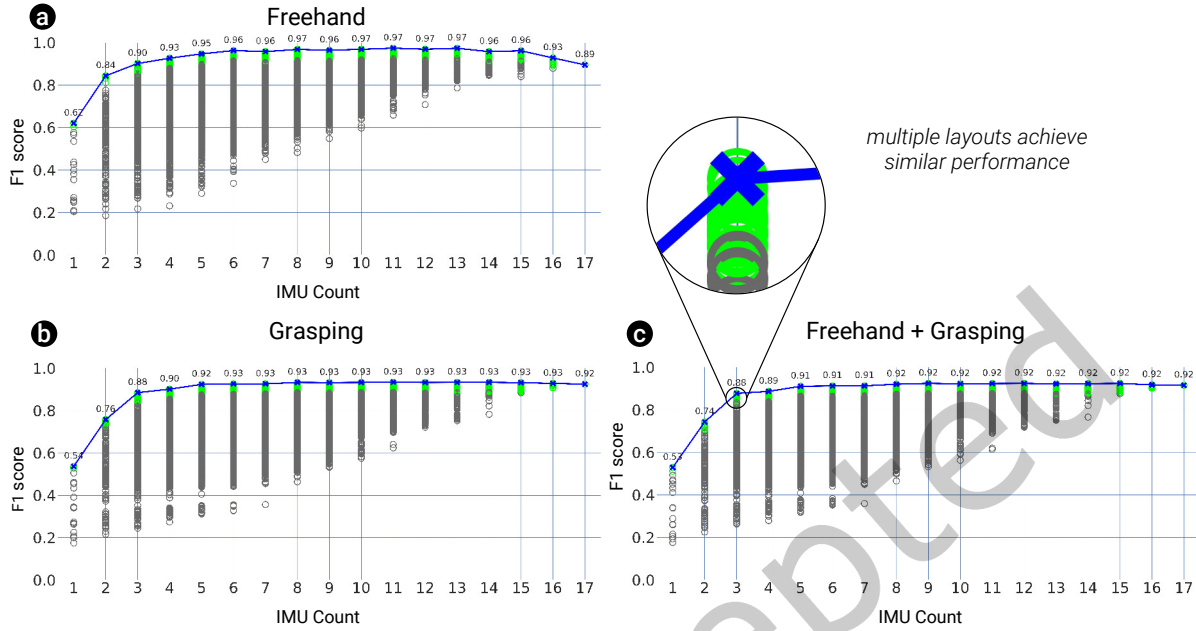 a Freehand
0.67 0.84 0.90 0.93 0.95 0.96 0.96 0.97 0.96 0.97 0.97 0.97 0.97 0.96 0.96 0.93 0.89
1.0
0.8
0.6
0.4
0.2
0.0
F1 score
1 2 3 4 5 6 7 8 9 10 11 12 13 14 15 16 17
IMU Count
multiple layouts achieve
similar performance
b Grasping
0.54 0.76 0.88 0.90 0.92 0.93 0.93 0.93 0.93 0.93 0.93 0.93 0.93 0.93 0.93 0.93 0.92
1.0
0.8
0.6
0.4
0.2
0.0
F1 score
1 2 3 4 5 6 7 8 9 10 11 12 13 14 15 16 17
IMU Count
c Freehand + Grasping
0.53 0.74 0.88 0.89 0.91 0.91 0.91 0.92 0.92 0.92 0.92 0.92 0.92 0.92 0.92 0.92 0.92
1.0
0.8
0.6
0.4
0.2
0.0
F1 score
1 2 3 4 5 6 7 8 9 10 11 12 13 14 15 16 17
IMU Count
pted